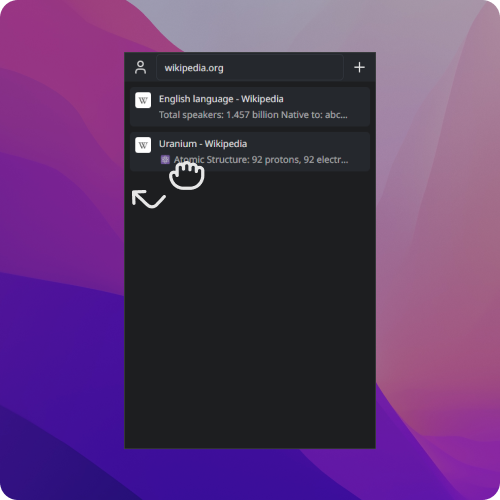 wikipedia.org
W
English language - Wikipedia
Total speakers: 1.457 billion Native to: abc...
W
Uranium - Wikipedia
Atomic Structure: 92 protons, 92 electr...